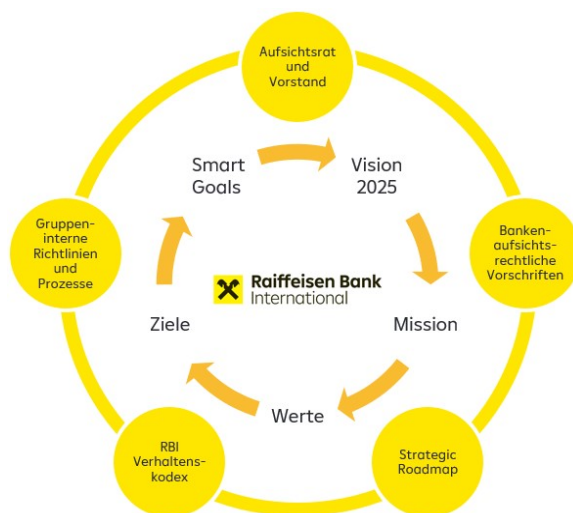 Aufsichtsrat
und
Vorstand
Smart
Goals
Vision
2025
Gruppen-
interne
Richtlinien
und
Prozesse
Banken-
aufsichts-
rechtliche
Vorschriften
Raiffeisen Bank
International
Ziele
Mission
Werte
RBI
Verhaltens-
kodex
Strategic
Roadmap